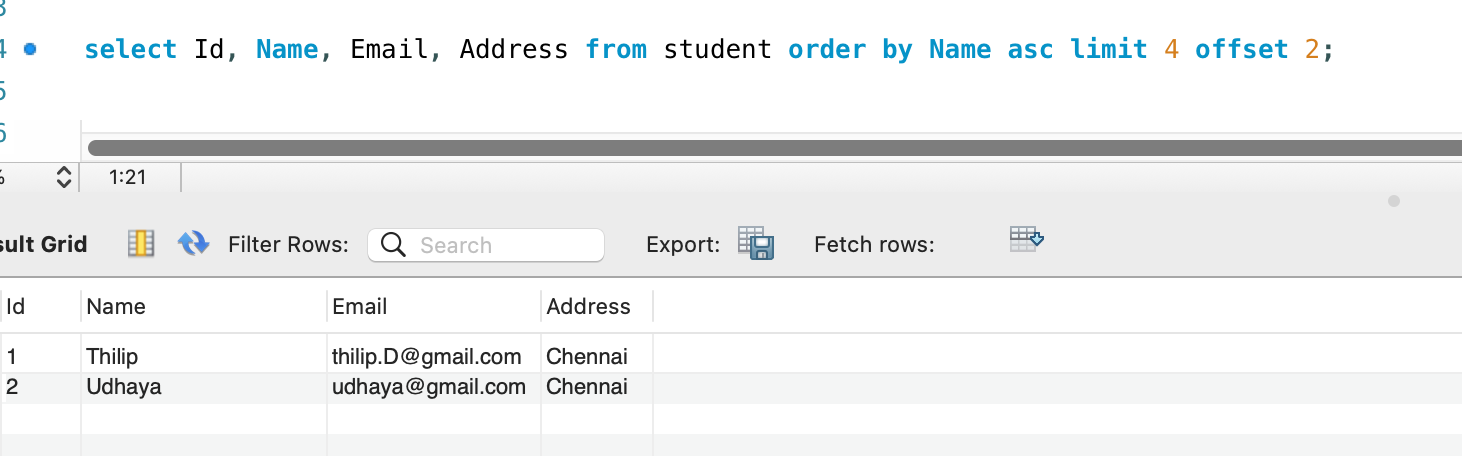 4 select Id, Name, Email, Address from student order by Name asc limit 4 offset 2;
5
6
1:21
sult Grid Filter Rows: Search Export: Fetch rows:
Id Name Email Address
1 Thilip thilip.D@gmail.com Chennai
2 Udhaya udhaya@gmail.com Chennai